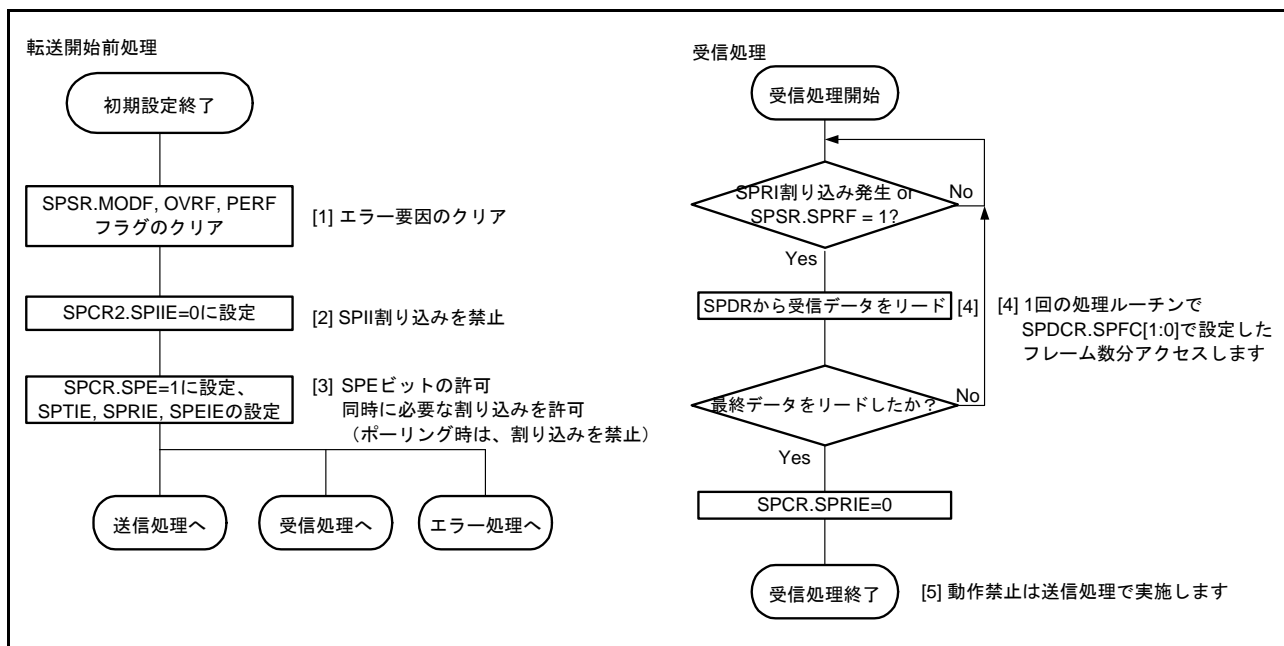 転送開始前処理
初期設定終了
SPSR.MODF, OVRF, PERF
フラグのクリア
[1] エラー要因のクリア
SPCR2.SPIIE=0に設定
[2] SPII割り込みを禁止
SPCR.SPE=1に設定、
SPTIE, SPRIE, SPEIEの設定
[3] SPEビットの許可
同時に必要な割り込みを許可
（ポーリング時は、割り込みを禁止）
送信処理へ
受信処理へ
エラー処理へ
受信処理
受信処理開始
SPRI割り込み発生 or
SPSR.SPRF = 1?
No
Yes
SPDRから受信データをリード
[4]
[4] 1回の処理ルーチンで
SPDCR.SPFC[1:0]で設定した
フレーム数分アクセスします
最終データをリードしたか？
No
Yes
SPCR.SPRIE=0
受信処理終了
[5] 動作禁止は送信処理で実施します